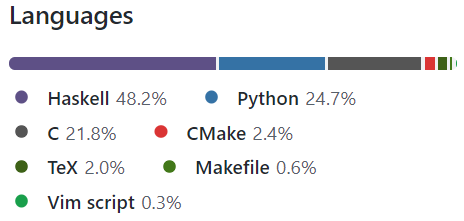 Languages
Haskell 48.2% Python 24.7%
C 21.8% CMake 2.4%
TeX 2.0% Makefile 0.6%
Vim script 0.3%